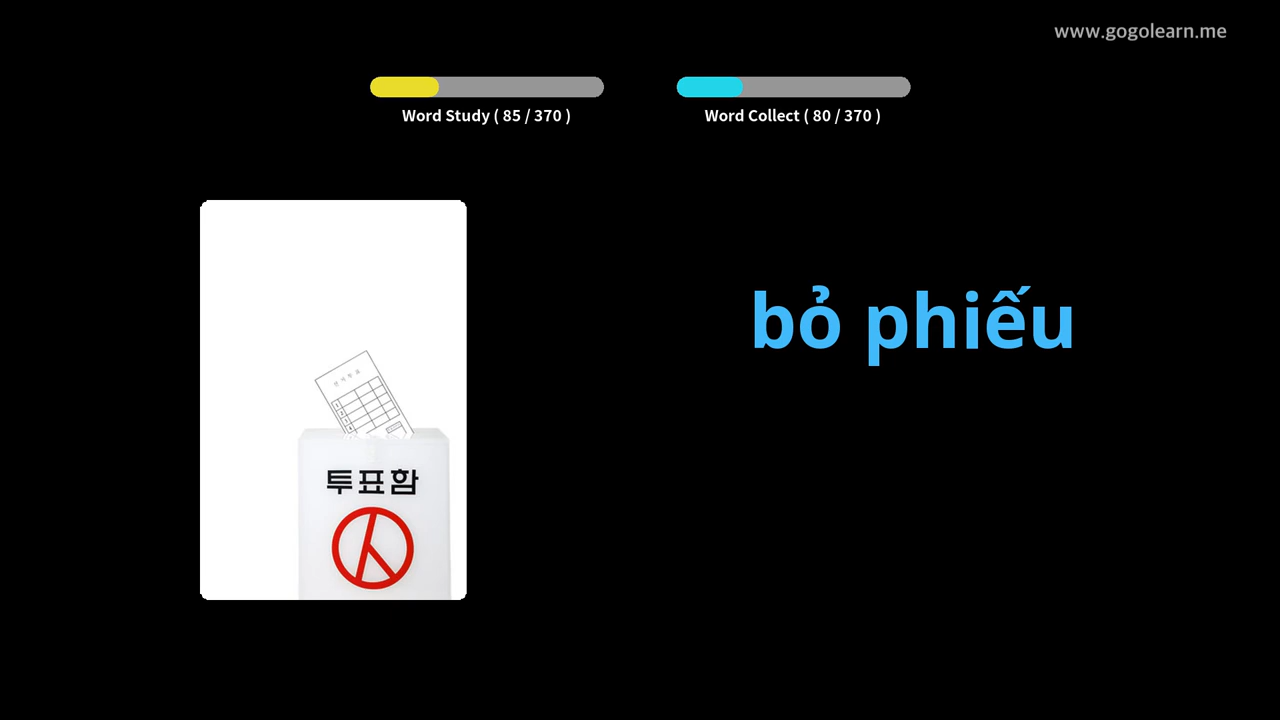 www.gogolearn.me
Word Study ( 85 / 370 )
Word Collect ( 80 / 370 )
bỏ phiếu
투표함